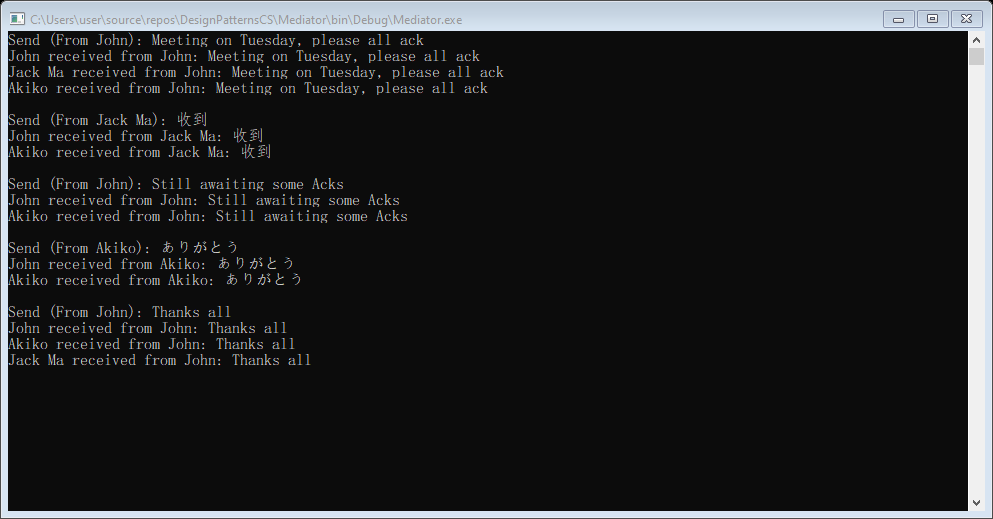 C:\Users\user\source\repos\DesignPatternsCS\Mediator\bin\Debug\Mediator.exe
Send (From John): Meeting on Tuesday, please all ack
John received from John: Meeting on Tuesday, please all ack
Jack Ma received from John: Meeting on Tuesday, please all ack
Akiko received from John: Meeting on Tuesday, please all ack
Send (From Jack Ma): 收到
John received from Jack Ma: 收到
Akiko received from Jack Ma: 收到
Send (From John): Still awaiting some Acks
John received from John: Still awaiting some Acks
Akiko received from John: Still awaiting some Acks
Send (From Akiko): ありがとう
John received from Akiko: ありがとう
Akiko received from Akiko: ありがとう
Send (From John): Thanks all
John received from John: Thanks all
Akiko received from John: Thanks all
Jack Ma received from John: Thanks all